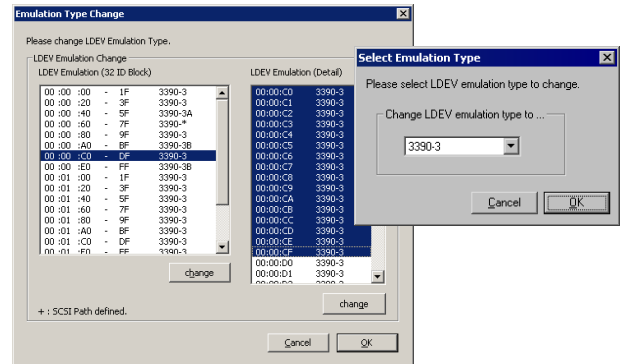 Emulation Type Change
Please change LDEV Emulation Type.
LDEV Emulation Change
LDEV Emulation (32 ID Block)
00 :00 :00 - 1F 3390-3
00 :00 :20 - 3F 3390-3
00 :00 :40 - 5F 3390-3A
00 :00 :60 - 7F 3390-*
00 :00 :80 - 9F 3390-3
00 :00 :A0 - BF 3390-3B
00 :00 :C0 - DF 3390-3
00 :00 :E0 - FF 3390-3B
00 :01 :00 - 1F 3390-3
00 :01 :20 - 3F 3390-3
00 :01 :40 - 5F 3390-3
00 :01 :60 - 7F 3390-3
00 :01 :80 - 9F 3390-3
00 :01 :A0 - BF 3390-3
00 :01 :C0 - DF 3390-3
00 :01 :E0 - FF 3390-3
change
+ : SCSI Path defined.
LDEV Emulation (Detail)
00:00:C0 3390-3
00:00:C1 3390-3
00:00:C2 3390-3
00:00:C3 3390-3
00:00:C4 3390-3
00:00:C5 3390-3
00:00:C6 3390-3
00:00:C7 3390-3
00:00:C8 3390-3
00:00:C9 3390-3
00:00:CA 3390-3
00:00:CB 3390-3
00:00:CC 3390-3
00:00:CD 3390-3
00:00:CE 3390-3
00:00:CF 3390-3
00:00:D0 3390-3
00:00:D1 3390-3
change
Cancel
OK
Select Emulation Type
Please select LDEV emulation type to change.
Change LDEV emulation type to ...
3390-3
Cancel
OK